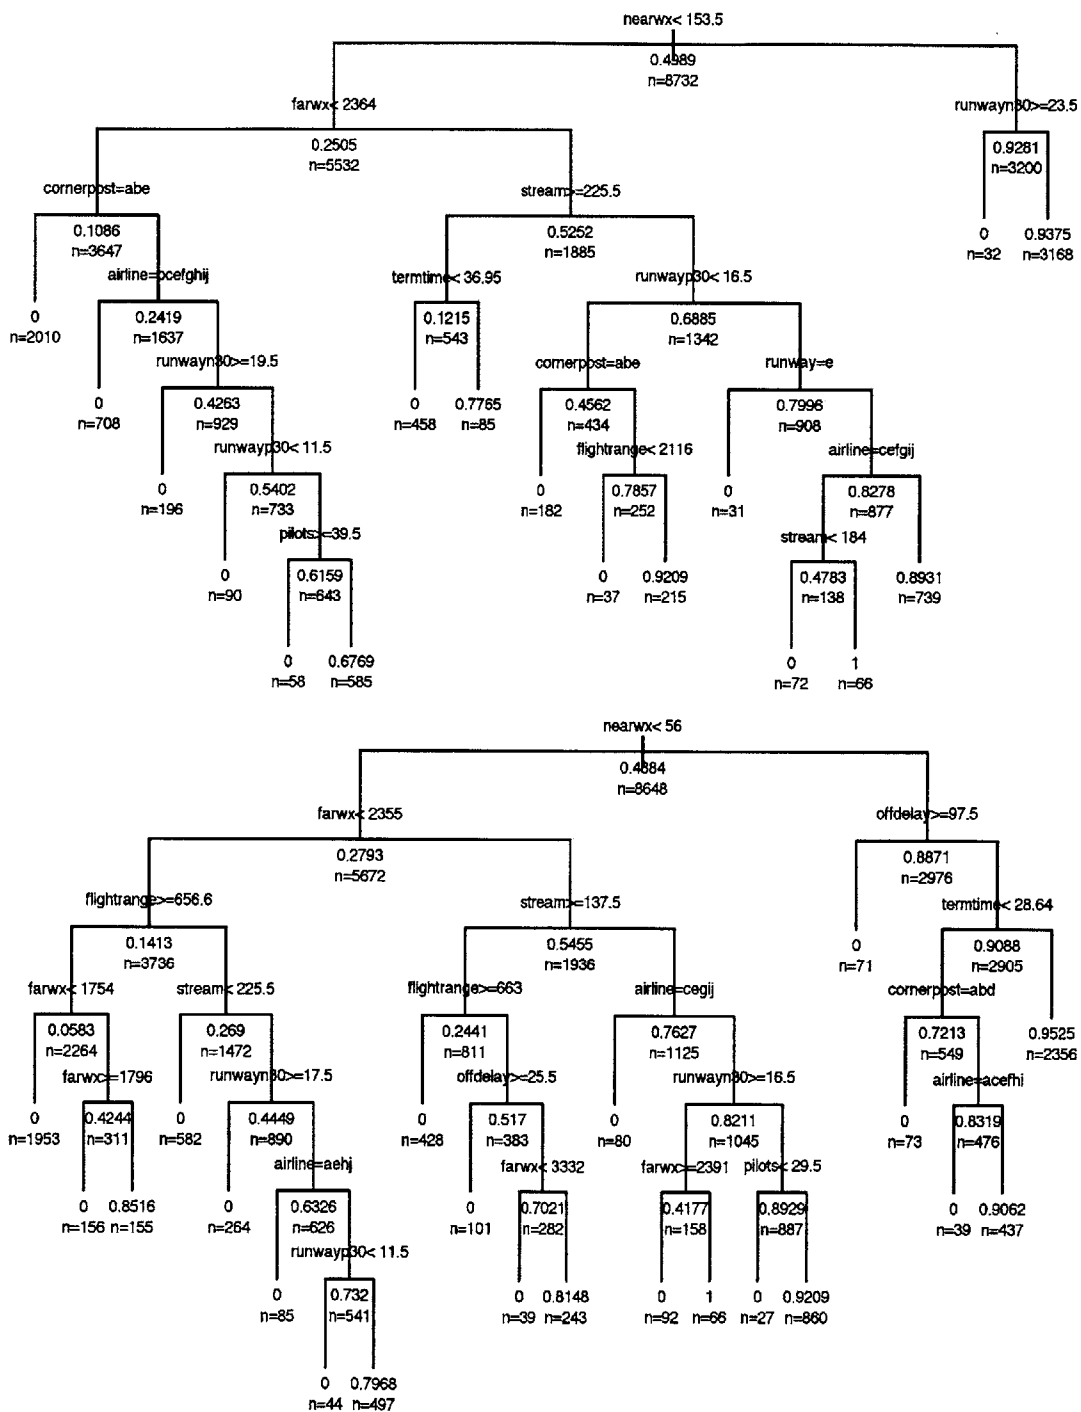 nearwx< 153.5
0.4989
n=8732
farwx< 2364
runwayn30>=23.5
0.2505
n=5532
0.9281
n=3200
cornerpost=abe
stream>=225.5
0.1086
n=3647
0.5252
n=1885
0
n=32
0.9375
n=3168
airline=bcefghij
termtime< 36.95
runwayp30< 16.5
0
n=2010
0.2419
n=1637
0.1215
n=543
0.6885
n=1342
runwayn30>=19.5
cornerpost=abe
runway=e
0
n=708
0.4263
n=929
0
n=458
0.7765
n=85
0.4562
n=434
0.7996
n=908
runwayp30< 11.5
flightrange< 2116
airline=cefgij
0
n=196
0.5402
n=733
0
n=182
0.7857
n=252
0
n=31
0.8278
n=877
pilots>=39.5
stream< 184
0
n=90
0.6159
n=643
0
n=37
0.9209
n=215
0.4783
n=138
0.8931
n=739
0
n=58
0.6769
n=585
0
n=72
1
n=66
nearwx< 56
0.4884
n=8648
farwx< 2355
offdelay>=97.5
0.2793
n=5672
0.8871
n=2976
flightrange>=656.6
stream>=137.5
termtime< 28.64
0.1413
n=3736
0.5455
n=1936
0
n=71
0.9088
n=2905
farwx< 1754
stream< 225.5
flightrange>=663
airline=cegij
cornerpost=abd
0.0583
n=2264
0.269
n=1472
0.2441
n=811
0.7627
n=1125
0.7213
n=549
0.9525
n=2356
farwx>=1796
runwayn30>=17.5
offdelay>=25.5
runwayn30>=16.5
airline=acefhi
0
n=1953
0.4244
n=311
0
n=582
0.4449
n=890
0
n=428
0.517
n=383
0
n=80
0.8211
n=1045
0
n=73
0.8319
n=476
airline=aehj
farwx< 3332
farwx>=2391
pilots< 29.5
0
n=156
0.8516
n=155
0
n=264
0.6326
n=626
0
n=101
0.7021
n=282
0.4177
n=158
0.8929
n=887
0
n=39
0.9062
n=437
runwayp30< 11.5
0
n=85
0.732
n=541
0
n=39
0.8148
n=243
0
n=92
1
n=66
0
n=27
0.9209
n=860
0
n=44
0.7968
n=497